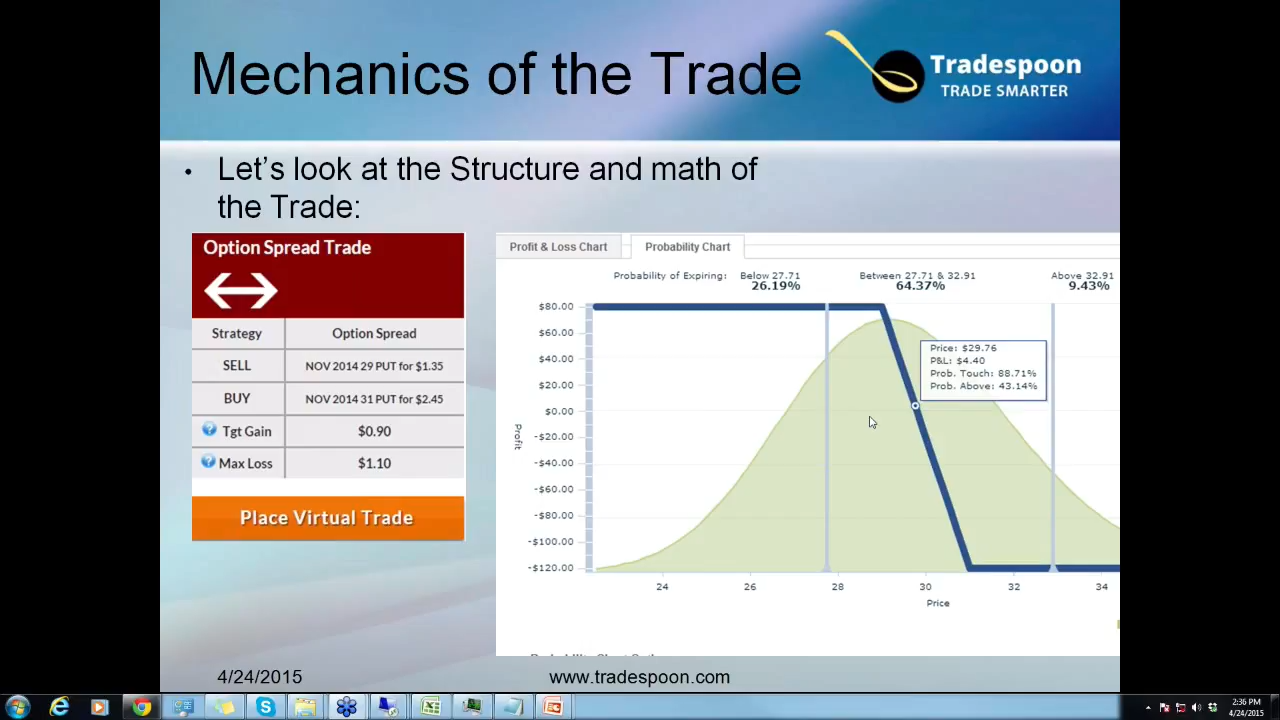 Mechanics of the Trade
Tradespoon
TRADE SMARTER
• Let's look at the Structure and math of
the Trade:
Option Spread Trade
Strategy Option Spread
SELL NOV 2014 29 PUT for $1.35
BUY NOV 2014 31 PUT for $2.45
? Tgt Gain $0.90
? Max Loss $1.10
Place Virtual Trade
Profit & Loss Chart Probability Chart
Probability of Expiring: Below 27.71 Between 27.71 & 32.91 Above 32.91
26.19% 64.37% 9.43%
$80.00
$60.00
$40.00
$20.00
$0.00
-$20.00
-$40.00
-$60.00
-$80.00
-$100.00
-$120.00
Profit
Price: $29.76
P&L: $4.40
Prob. Touch: 88.71%
Prob. Above: 43.14%
24 26 28 30 32 34
Price
4/24/2015
www.tradespoon.com
2:36 PM
4/24/2015